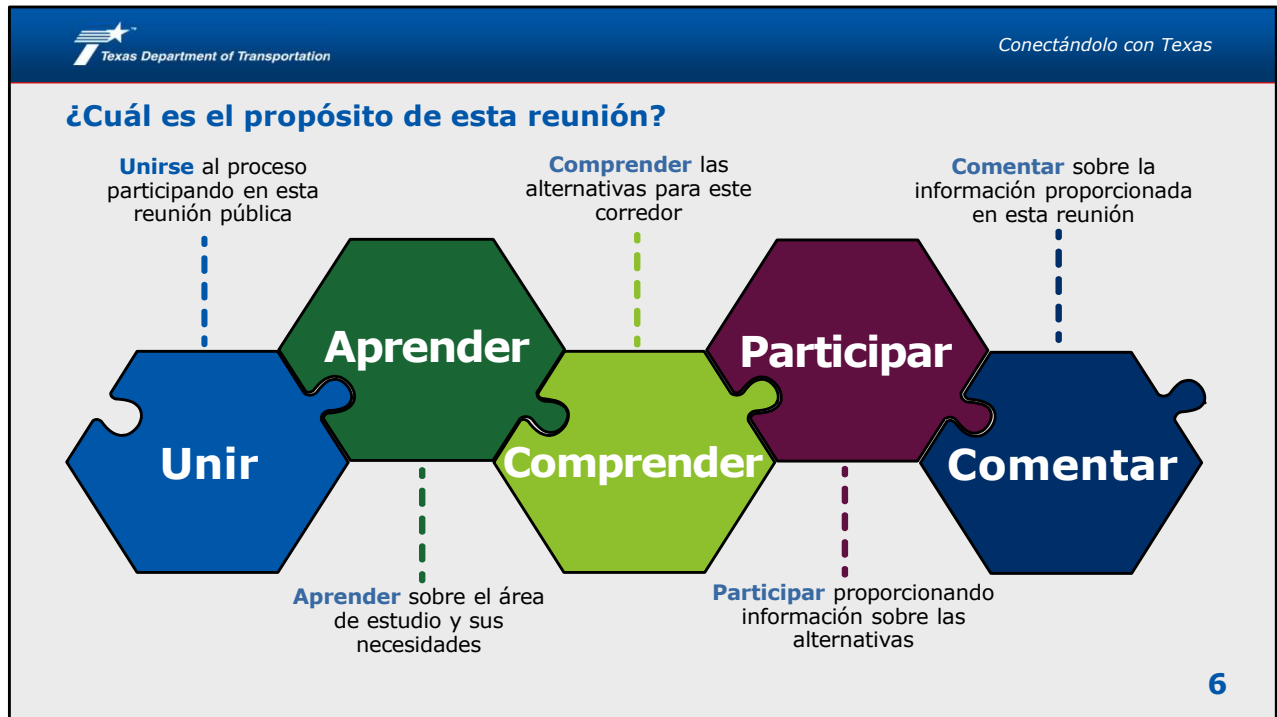 Texas Department of Transportation
Conectándolo con Texas
¿Cuál es el propósito de esta reunión?
Unirse al proceso
participando en esta
reunión pública
Comprender las
alternativas para este
corredor
Comentar sobre la
información proporcionada
en esta reunión
Aprender
Participar
Unir
Comprender
Comentar
Aprender sobre el área
de estudio y sus
necesidades
Participar proporcionando
información sobre las
alternativas
6